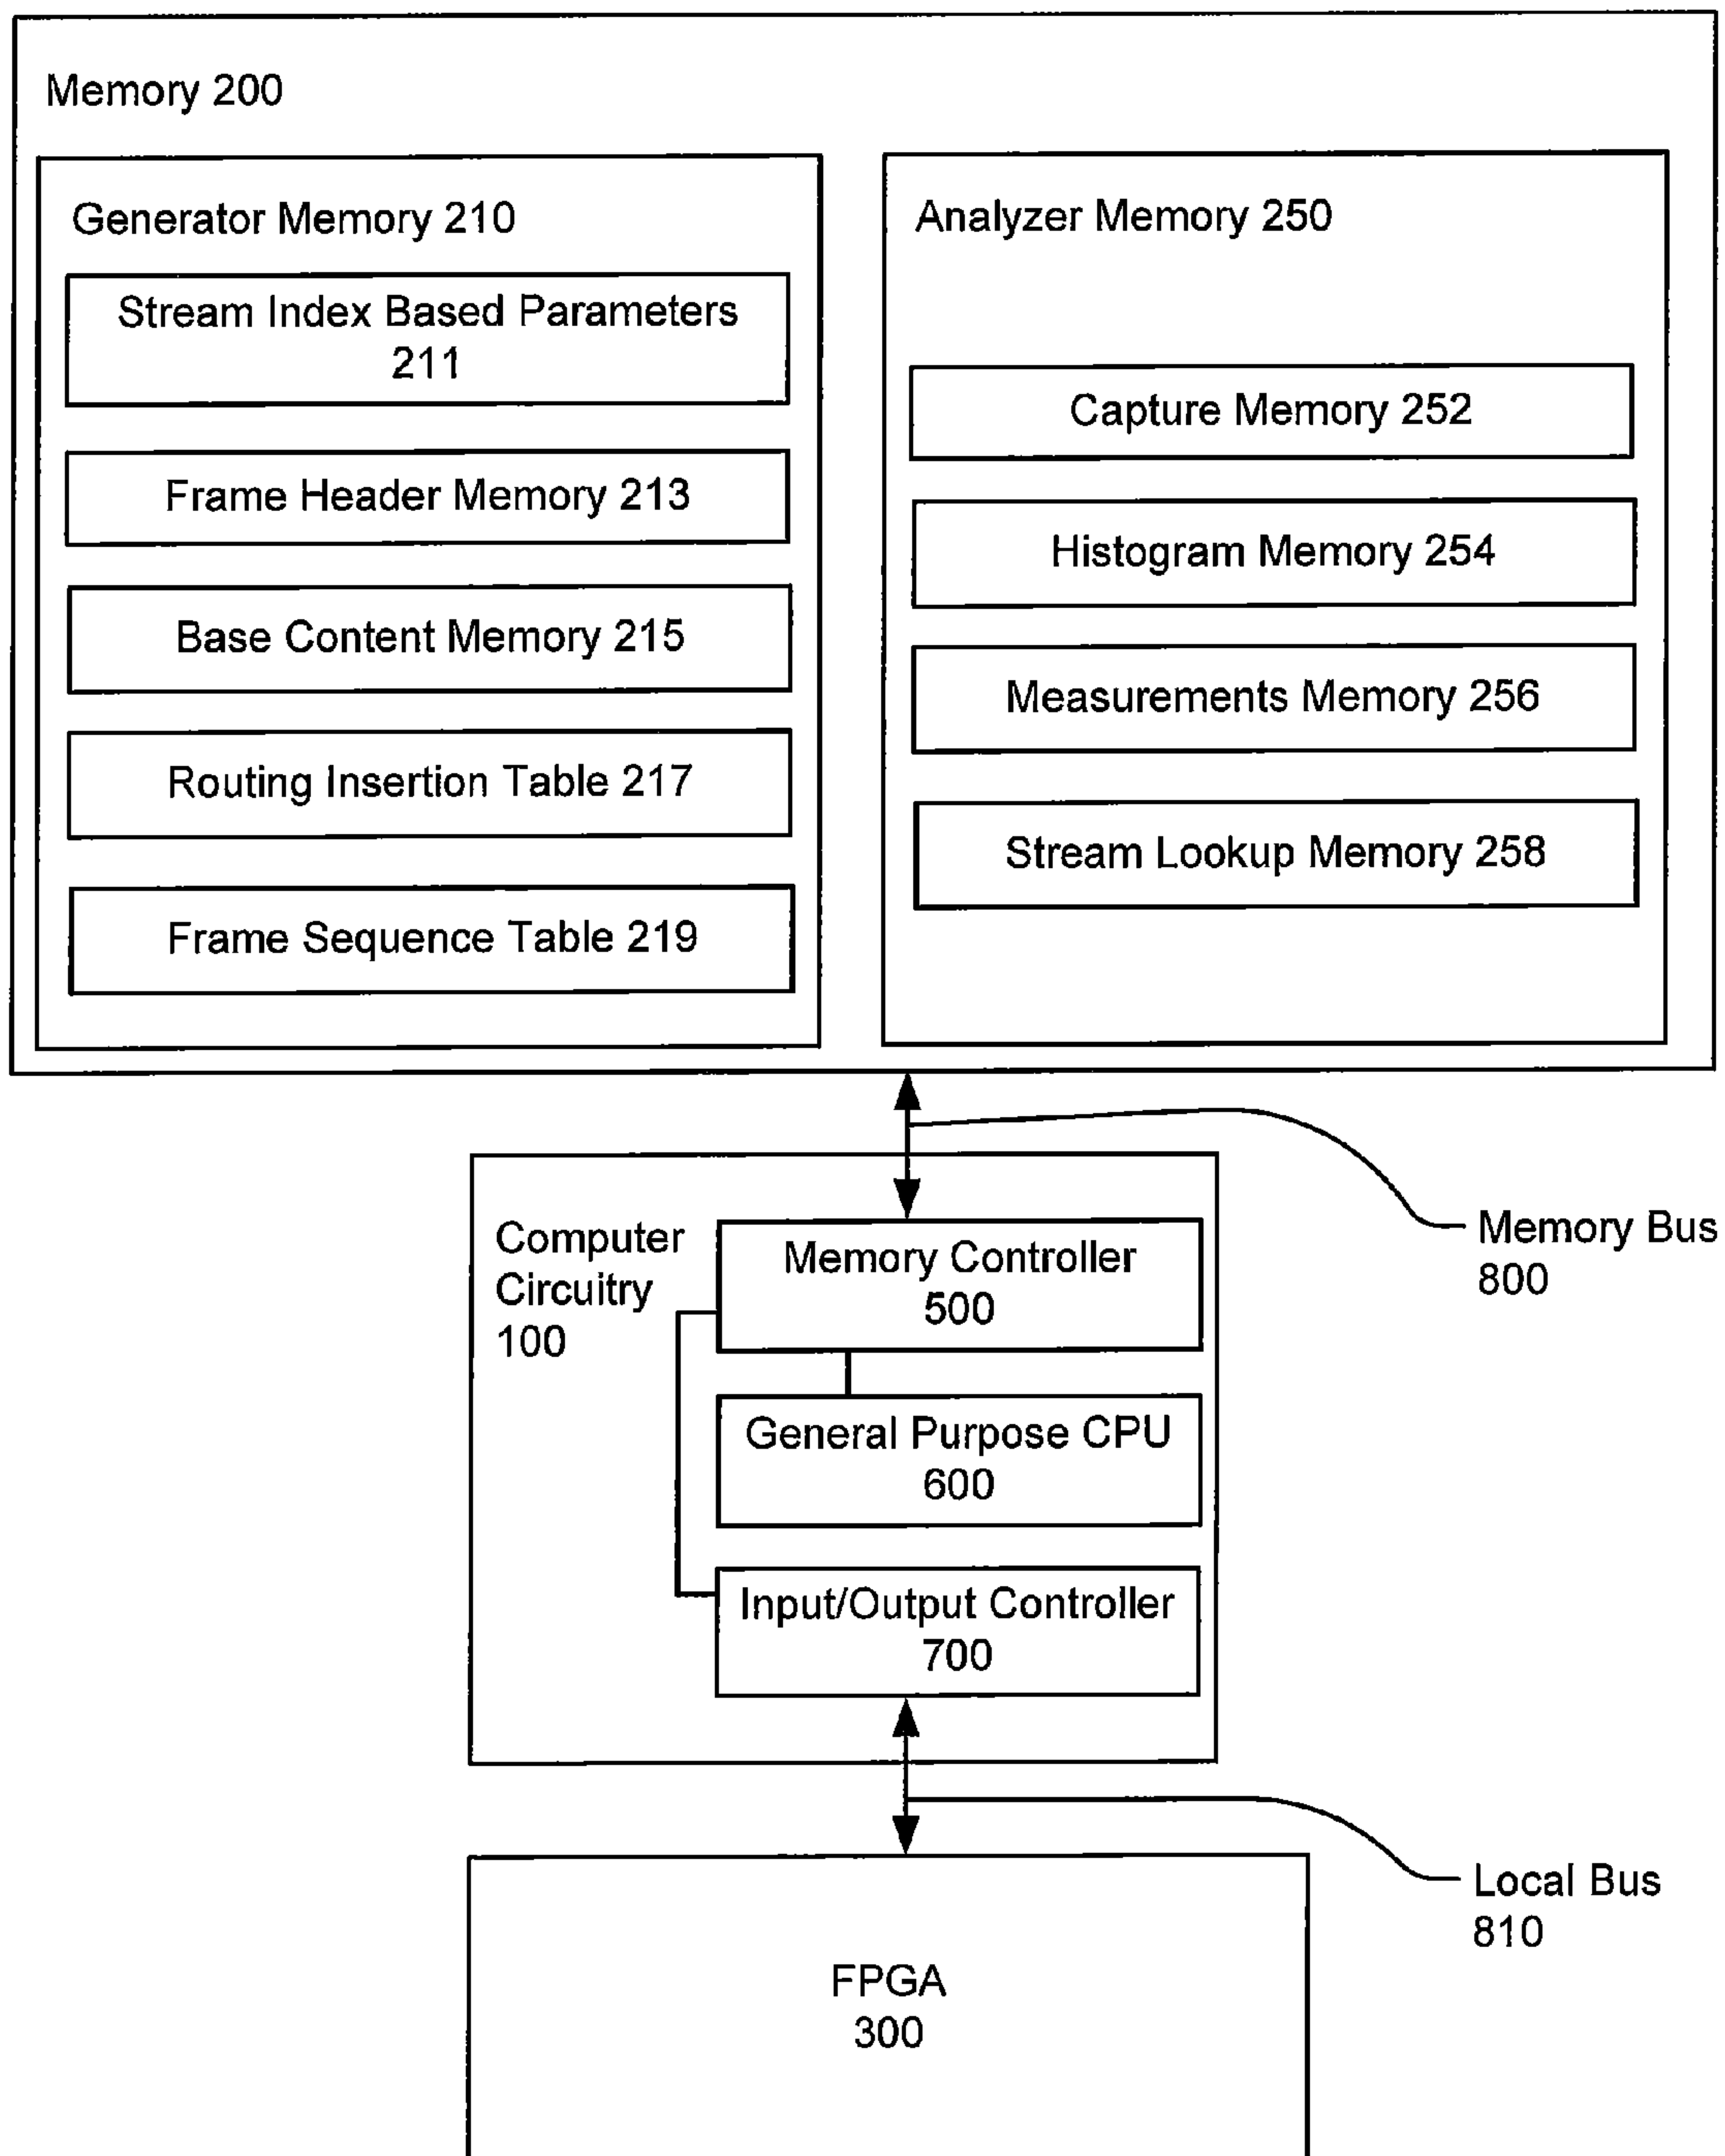 Memory 200
Generator Memory 210
Stream Index Based Parameters
211
Frame Header Memory 213
Base Content Memory 215
Routing Insertion Table 217
Frame Sequence Table 219
Analyzer Memory 250
Capture Memory 252
Histogram Memory 254
Measurements Memory 256
Stream Lookup Memory 258
Memory Bus
800
Computer
Circuitry
100
Memory Controller
500
General Purpose CPU
600
Input/Output Controller
700
Local Bus
810
FPGA
300